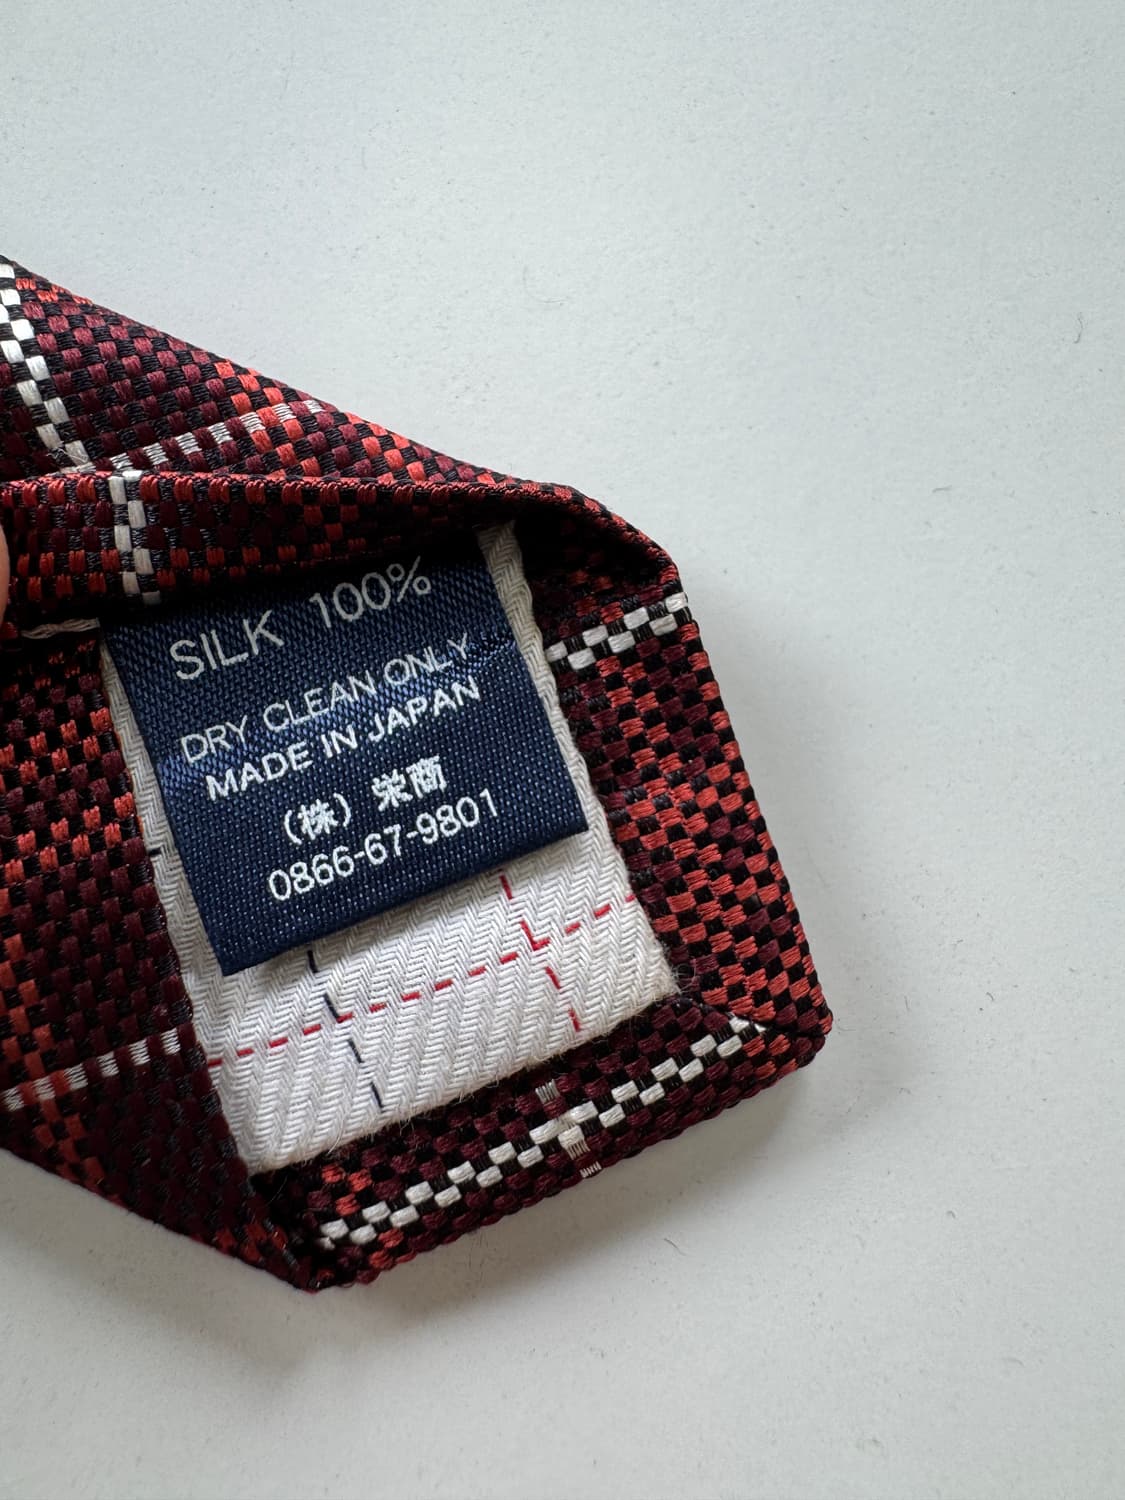 SILK 100%
DRY CLEAN ONLY
MADE IN JAPAN
(株) 栄商
0866-67-9801